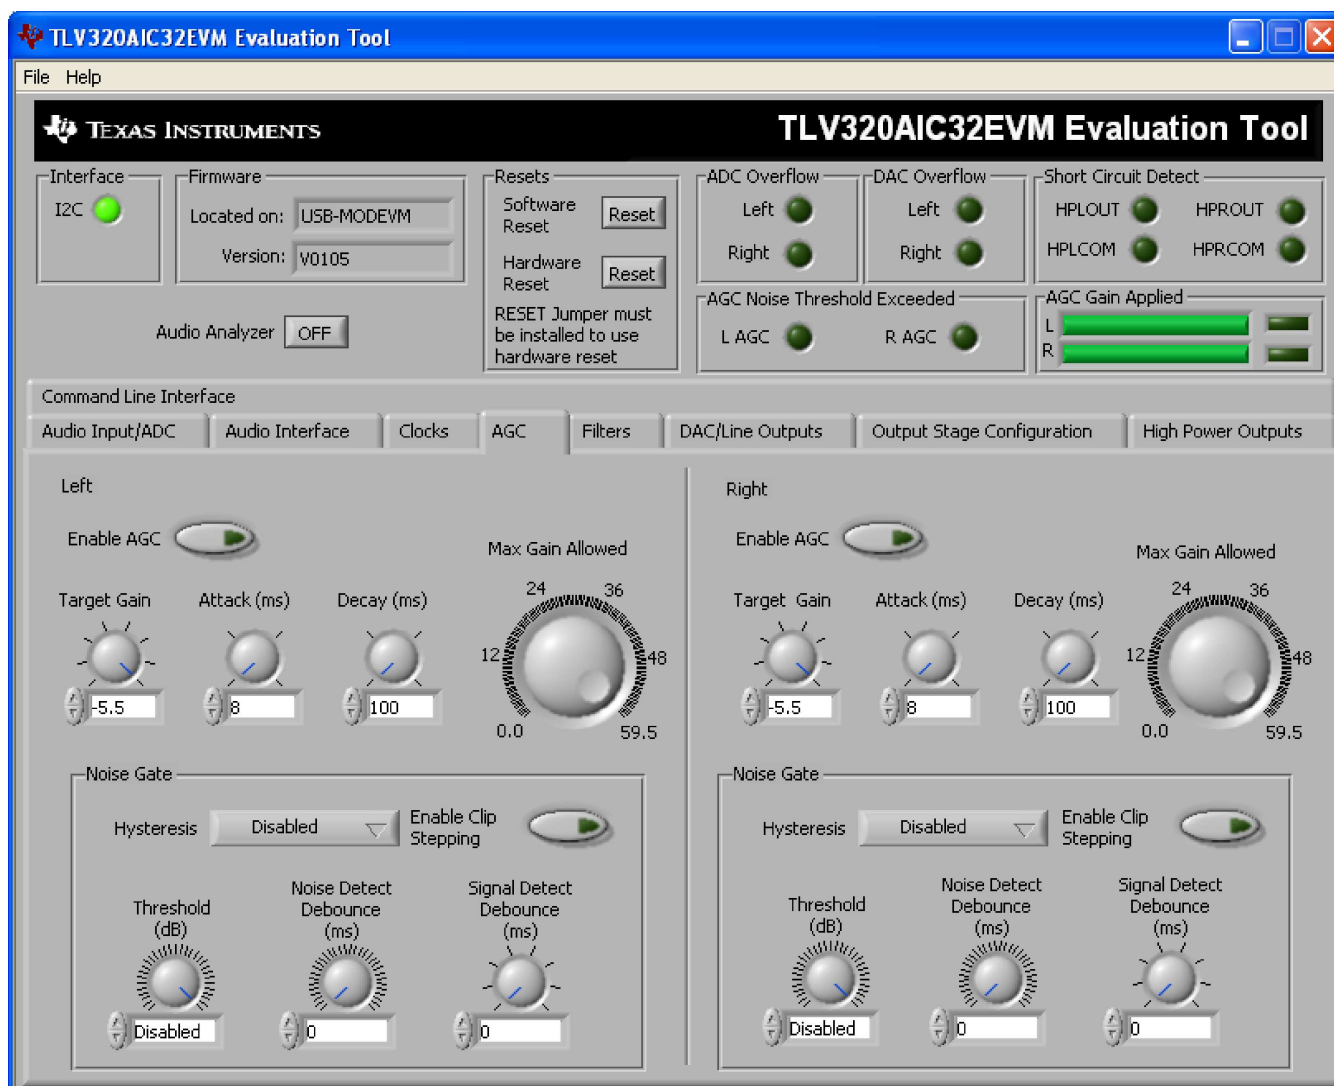 TLV320AIC32EVM Evaluation Tool
File Help
TEXAS INSTRUMENTS
TLV320AIC32EVM Evaluation Tool
Interface
I2C
Firmware
Located on: USB-MODEVM
Version: V0105
Resets
Software
Reset
Reset
Hardware
Reset
Reset
RESET Jumper must
be installed to use
hardware reset
ADC Overflow
Left
Right
DAC Overflow
Left
Right
Short Circuit Detect
HPLOUT HPROUT
HPLCOM HPRCOM
Audio Analyzer OFF
AGC Noise Threshold Exceeded
L AGC R AGC
AGC Gain Applied
L
R
Command Line Interface
Audio Input/ADC Audio Interface Clocks AGC Filters DAC/Line Outputs Output Stage Configuration High Power Outputs
Left
Enable AGC
Max Gain Allowed
Target Gain Attack (ms) Decay (ms)
24 36
12 48
0.0 59.5
-5.5 8 100
Noise Gate
Hysteresis Disabled
Enable Clip
Stepping
Threshold
(dB)
Noise Detect
Debounce
(ms)
Signal Detect
Debounce
(ms)
Disabled 0 0
Right
Enable AGC
Max Gain Allowed
Target Gain Attack (ms) Decay (ms)
24 36
12 48
0.0 59.5
-5.5 8 100
Noise Gate
Hysteresis Disabled
Enable Clip
Stepping
Threshold
(dB)
Noise Detect
Debounce
(ms)
Signal Detect
Debounce
(ms)
Disabled 0 0